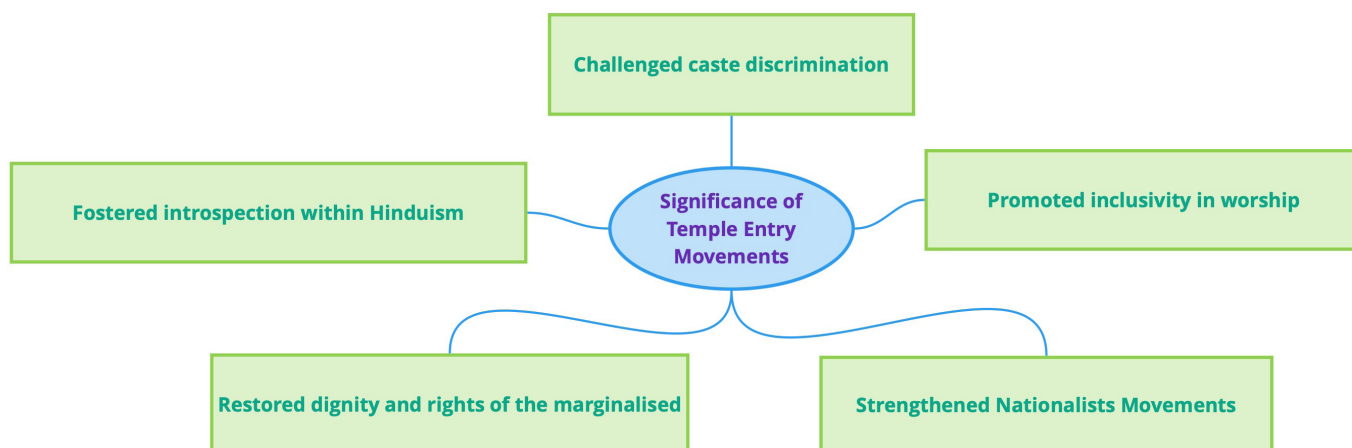 Challenged caste discrimination
Fostered introspection within Hinduism
Significance of
Temple Entry
Movements
Promoted inclusivity in worship
Restored dignity and rights of the marginalised
Strengthened Nationalists Movements